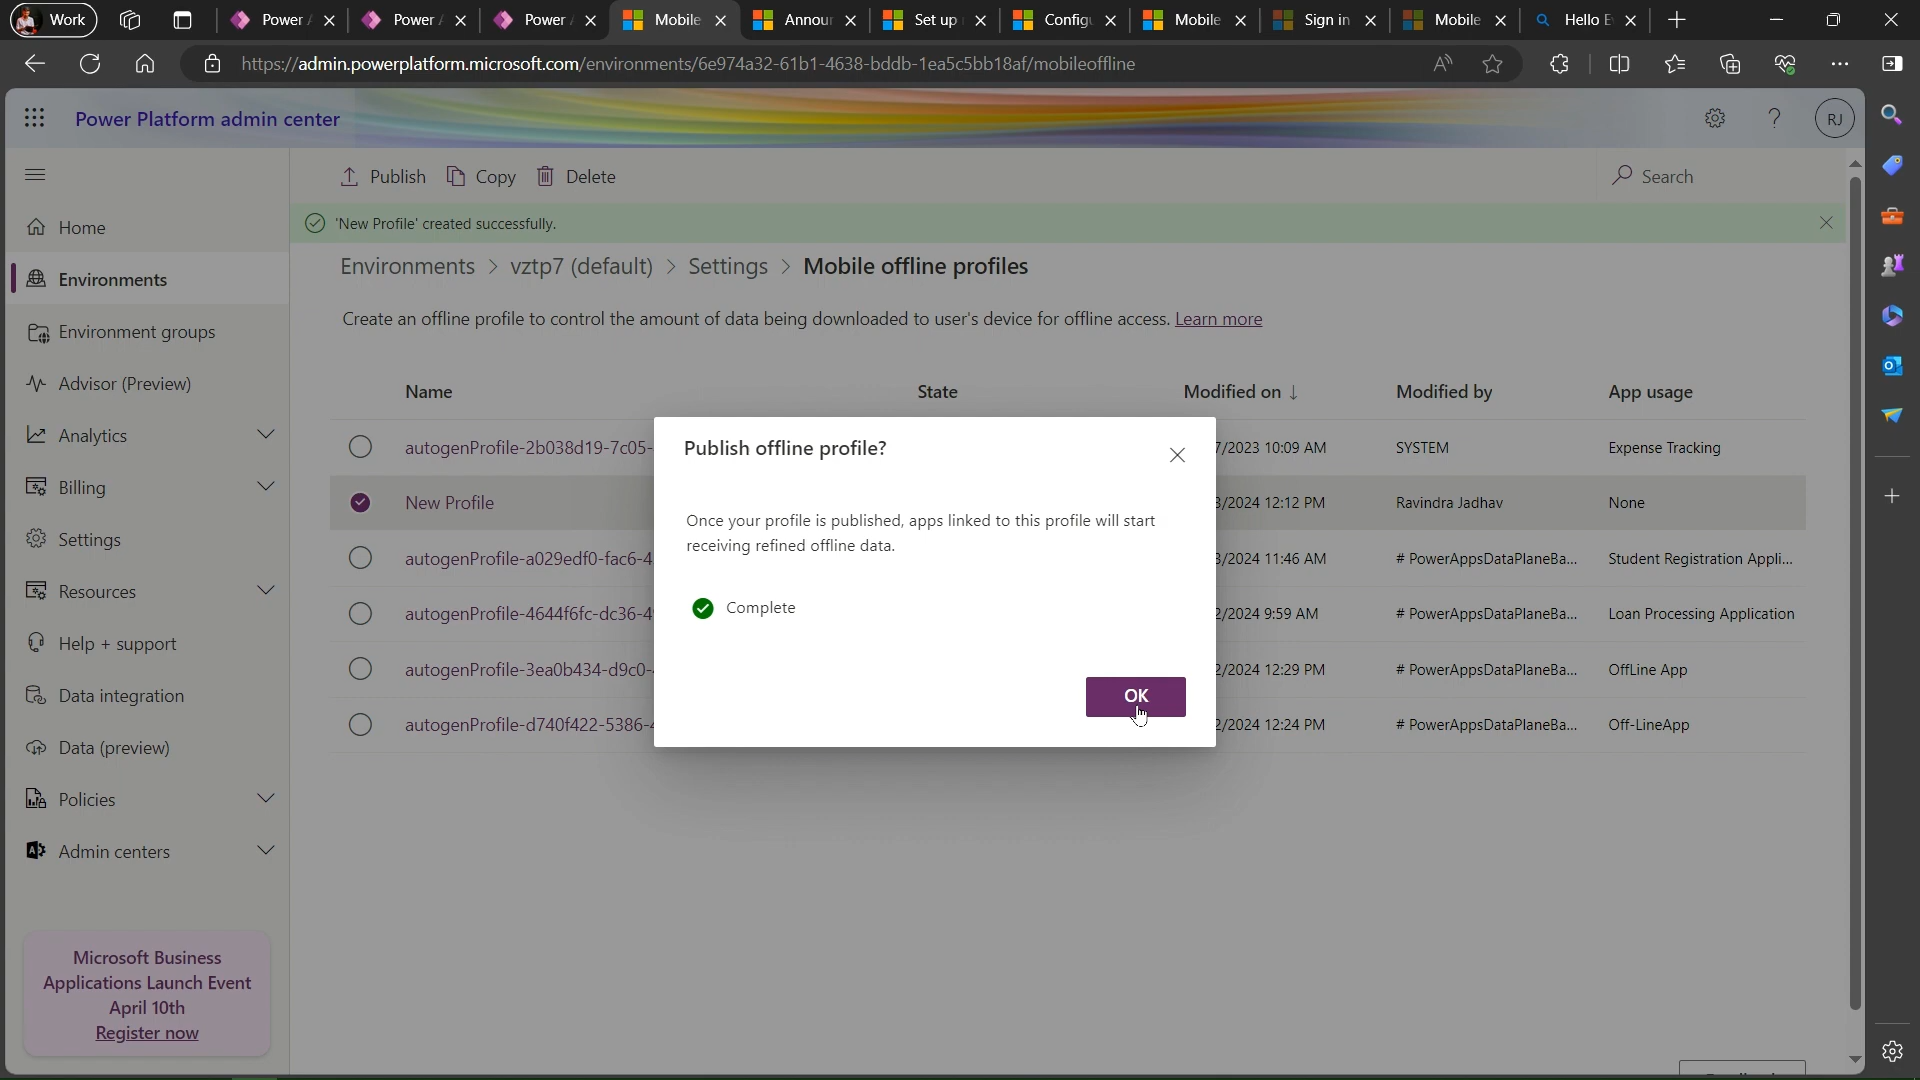 Work
Power A
Power A
Power A
Mobile
Announ
Set up
Configu
Mobile
Sign in
Mobile
Hello E
https://admin.powerplatform.microsoft.com/environments/6e974a32-61b1-4638-bddb-1ea5c5bb18af/mobileoffline
Power Platform admin center
RJ
Publish
Copy
Delete
Search
'New Profile' created successfully.
Home
Environments
Environment groups
Advisor (Preview)
Analytics
Billing
Settings
Resources
Help + support
Data integration
Data (preview)
Policies
Admin centers
Microsoft Business
Applications Launch Event
April 10th
Register now
Environments > vztp7 (default) > Settings > Mobile offline profiles
Create an offline profile to control the amount of data being downloaded to user's device for offline access. Learn more
Name State Modified on ↓ Modified by App usage
autogenProfile-2b038d19-7c05- 7/2023 10:09 AM SYSTEM Expense Tracking
New Profile 3/2024 12:12 PM Ravindra Jadhav None
autogenProfile-a029edf0-fac6-4 3/2024 11:46 AM # PowerAppsDataPlaneBa... Student Registration Appli...
autogenProfile-4644f6fc-dc36-4 2/2024 9:59 AM # PowerAppsDataPlaneBa... Loan Processing Application
autogenProfile-3ea0b434-d9c0- 2/2024 12:29 PM # PowerAppsDataPlaneBa... OffLine App
autogenProfile-d740f422-5386- 2/2024 12:24 PM # PowerAppsDataPlaneBa... Off-LineApp
Publish offline profile?
Once your profile is published, apps linked to this profile will start
receiving refined offline data.
Complete
OK